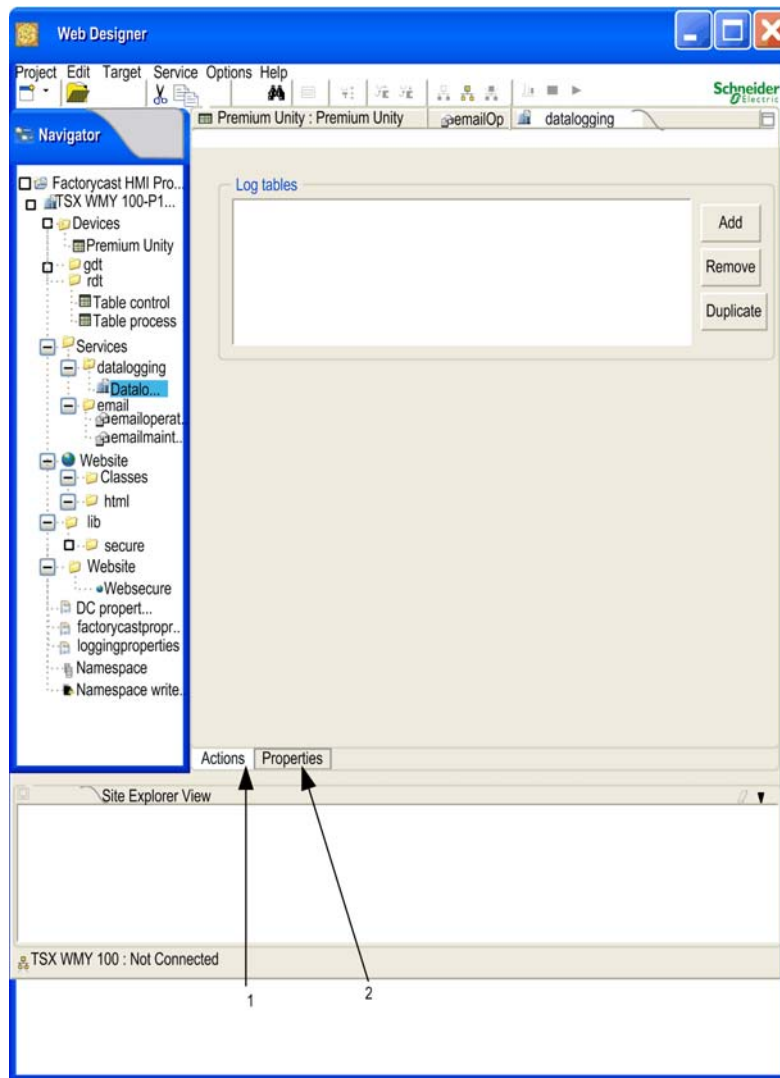 Web Designer
Project Edit Target Service Options Help
Schneider
Electric
Navigator
Premium Unity : Premium Unity
emailOp
datalogging
Factorycast HMI Pro...
TSX WMY 100-P1...
Devices
Premium Unity
gdt
rdt
Table control
Table process
Services
datalogging
Datalo...
email
emailoperat.
emailmaint..
Website
Classes
html
lib
secure
Website
Websecure
DC propert...
factorycastpropr..
loggingproperties
Namespace
Namespace write.
Log tables
Add
Remove
Duplicate
Actions
Properties
Site Explorer View
TSX WMY 100 : Not Connected
1
2